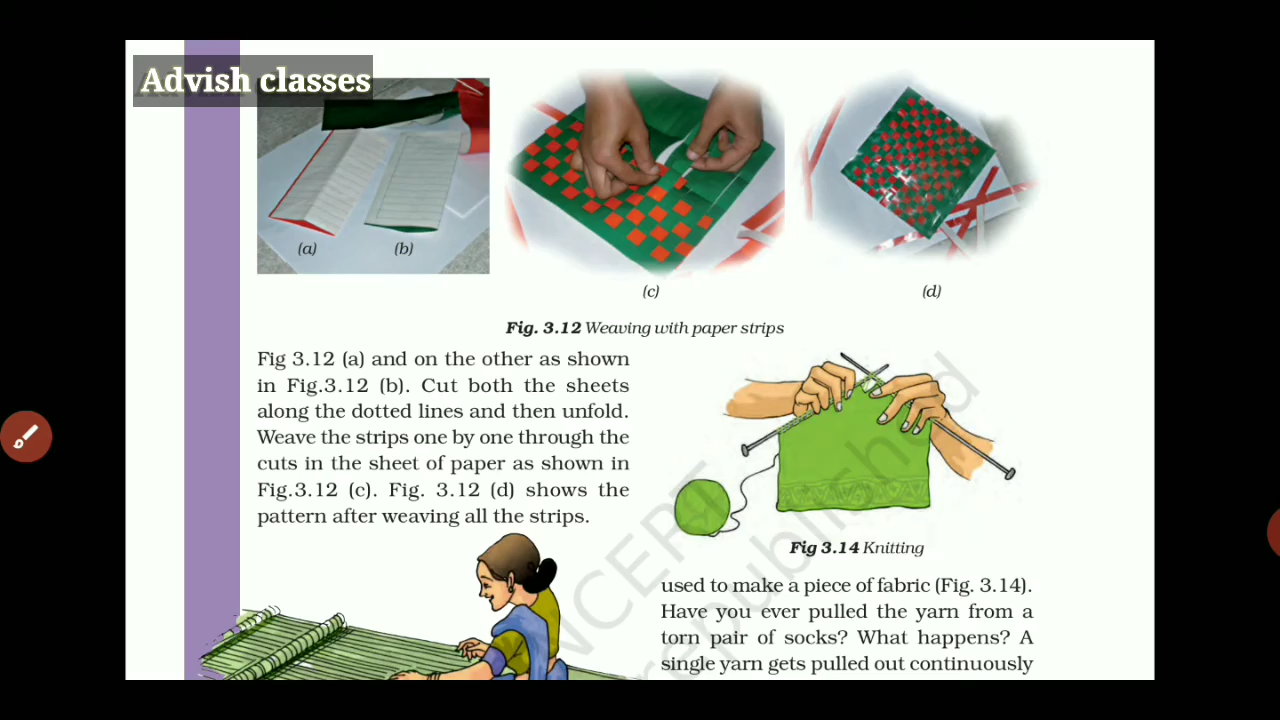 Advish classes
(a)
(b)
(c)
(d)
Fig. 3.12 Weaving with paper strips
Fig 3.12 (a) and on the other as shown
in Fig.3.12 (b). Cut both the sheets
along the dotted lines and then unfold.
Weave the strips one by one through the
cuts in the sheet of paper as shown in
Fig.3.12 (c). Fig. 3.12 (d) shows the
pattern after weaving all the strips.
Fig 3.14 Knitting
used to make a piece of fabric (Fig. 3.14).
Have you ever pulled the yarn from a
torn pair of socks? What happens? A
single yarn gets pulled out continuously
NCERT
republished